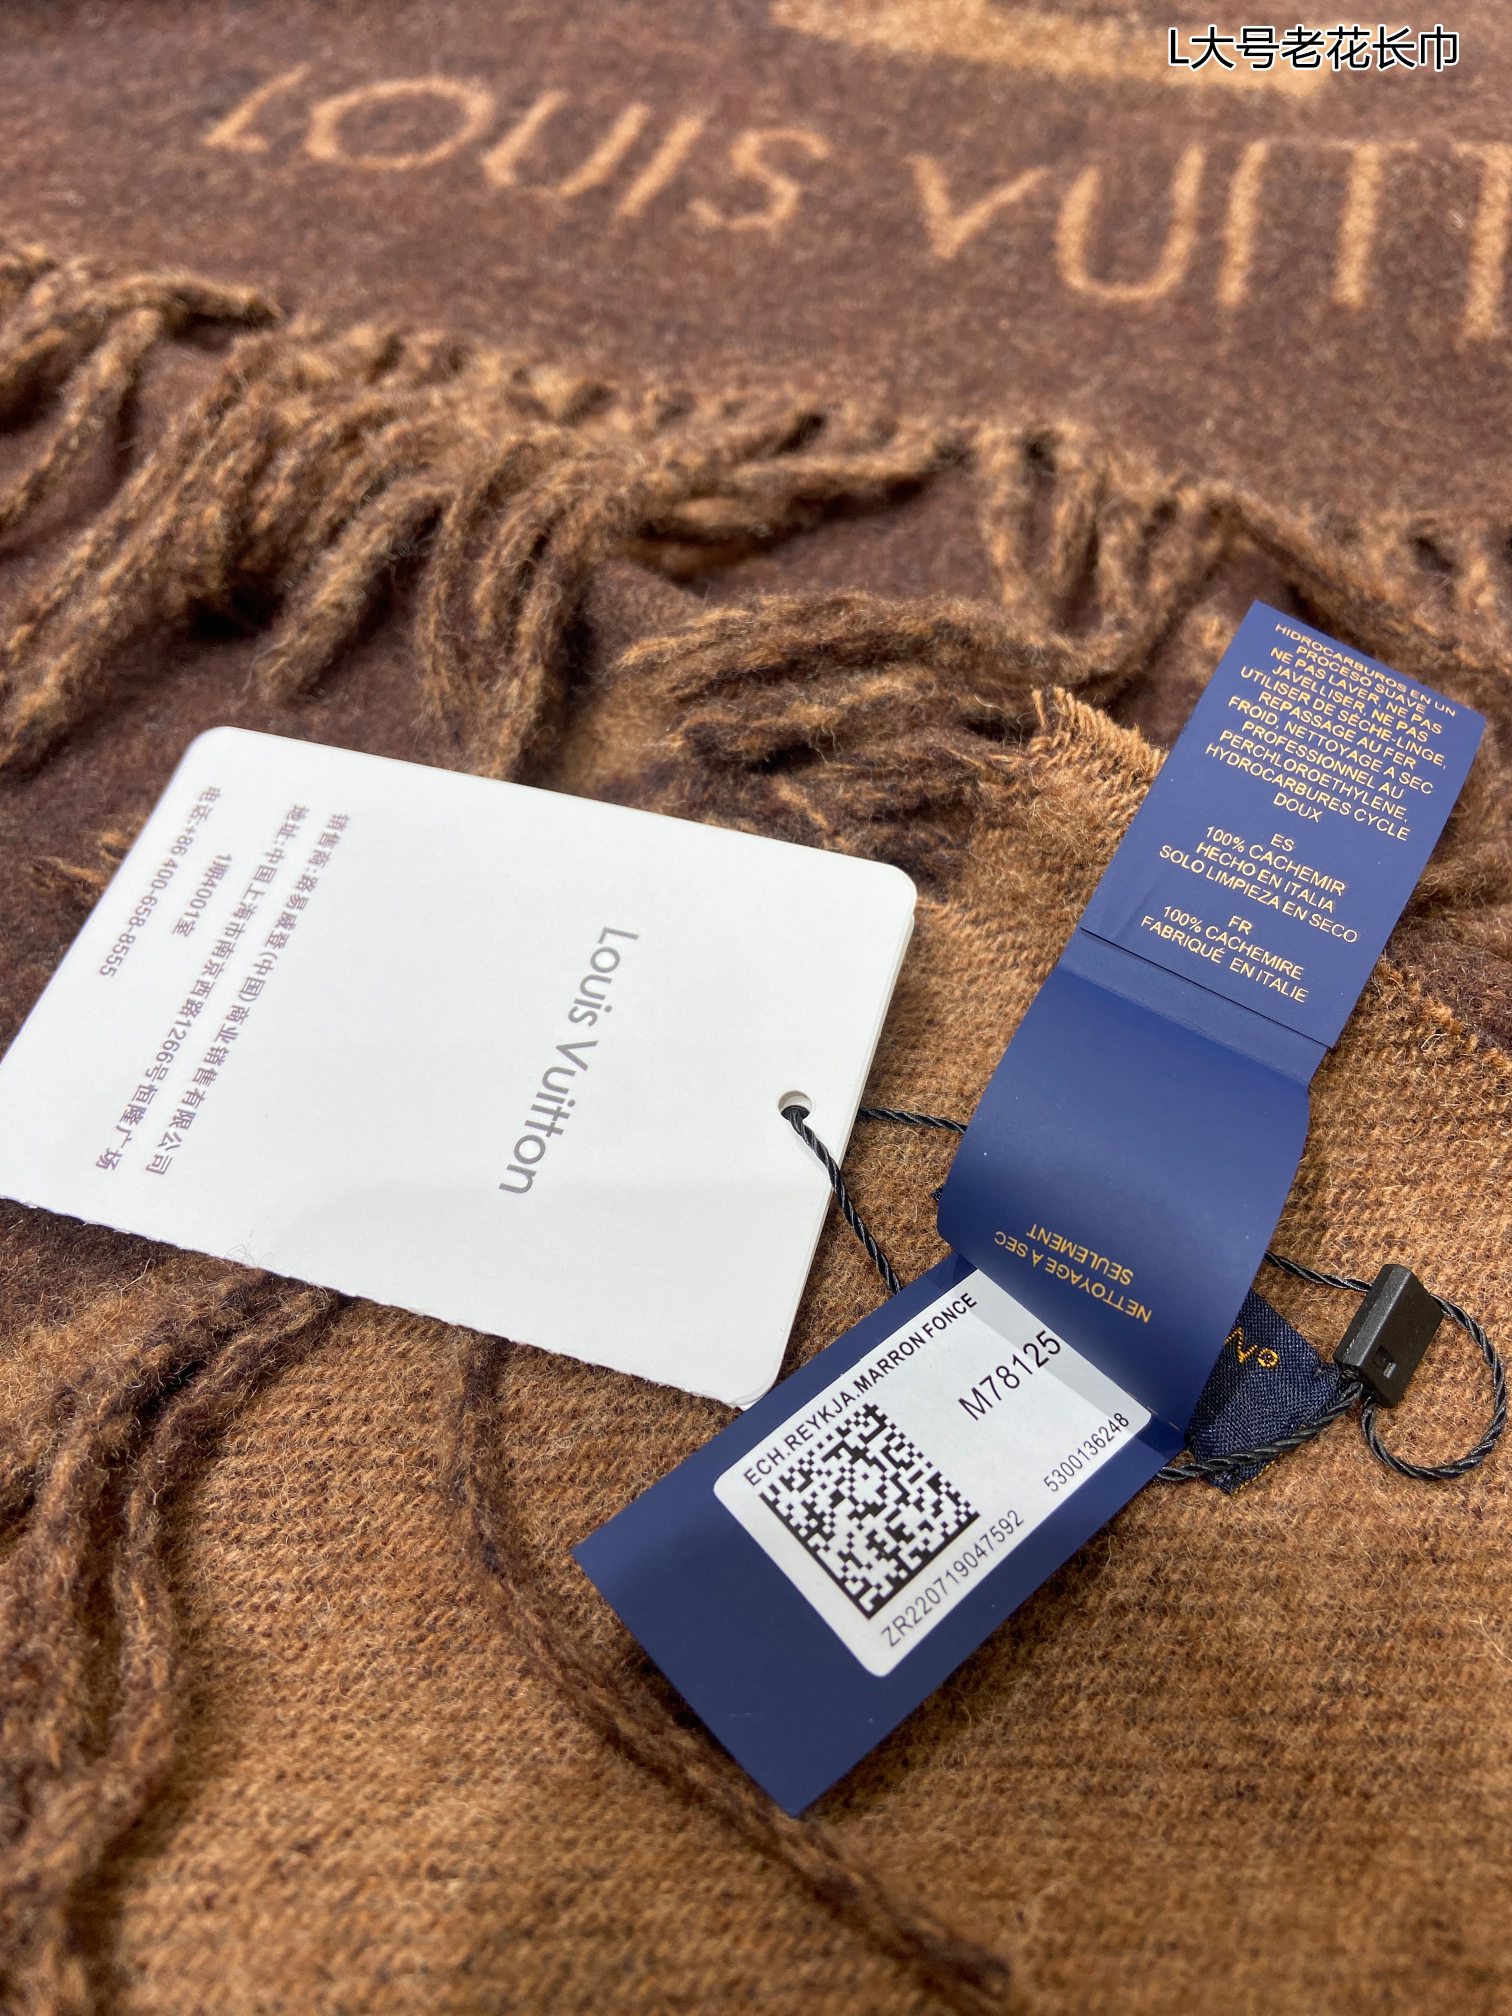 L大号老花长巾
LOUIS VUITT
HIDROCARBUROS EN UN
PROCESO SUAVE
NE PAS LAVER, NE PAS
JAVELLISER, NE PAS
UTILISER DE SÈCHE-LINGE,
REPASSAGE AU FER
FROID, NETTOYAGE A SEC
PROFESSIONNEL AU
PERCHLOROETHYLENE,
HYDROCARBURES CYCLE
DOUX
ES
100% CACHEMIR
HECHO EN ITALIA
SOLO LIMPIEZA EN SECO
FR
100% CACHEMIRE
FABRIQUÉ EN ITALIE
NETTOYAGE À SEC
SEULEMENT
Louis Vuitton
销售商:路易威登(中国)商业销售有限公司
地址:中国上海市南京西路1266号恒隆广场
1期4001室
电话:+86 400-658-8555
ECH.REYKJA.MARRON FONCE
M78125
5300136248
ZR220719047592